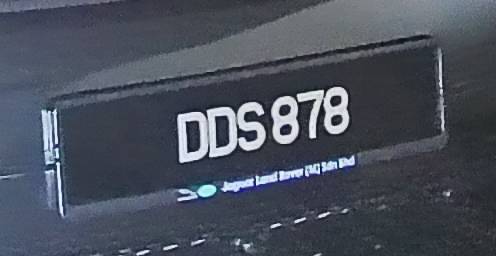 DDS 878
Jaguar Land Rover (M) Sdn Bhd